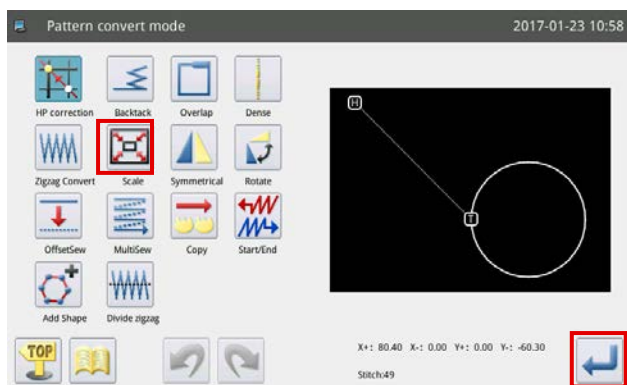 Pattern convert mode 2017-01-23 10:58
HP correction Backtack Overlap Dense
Zigzag Convert Scale Symmetrical Rotate
OffsetSew MultiSew Copy Start/End
Add Shape Divide zigzag
H
T
TOP
X+: 80.40 X-: 0.00 Y+: 0.00 Y-: -60.30
Stitch:49